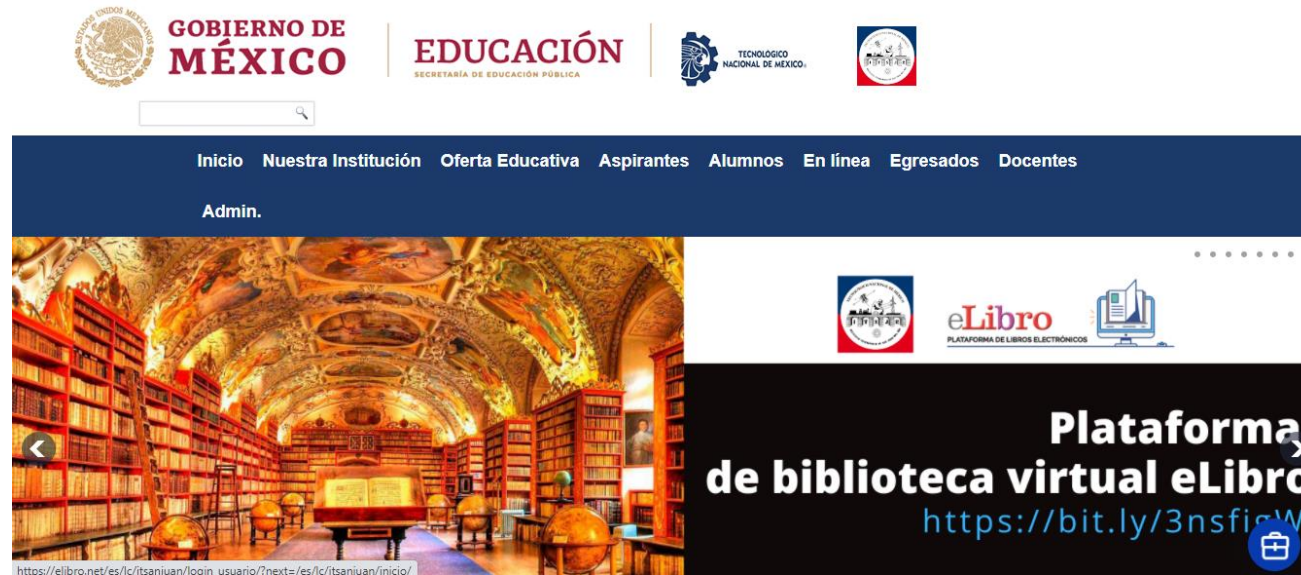 GOBIERNO DE
MÉXICO
EDUCACIÓN
SECRETARÍA DE EDUCACIÓN PÚBLICA
TECNOLÓGICO
NACIONAL DE MÉXICO
Inicio Nuestra Institución Oferta Educativa Aspirantes Alumnos En línea Egresados Docentes
Admin.
eLibro
PLATAFORMA DE LIBROS ELECTRÓNICOS
Plataforma
de biblioteca virtual eLibro
https://bit.ly/3nsfigW
https://elibro.net/es/lc/itsanjuan/login_usuario/?next=/es/lc/itsanjuan/inicio/